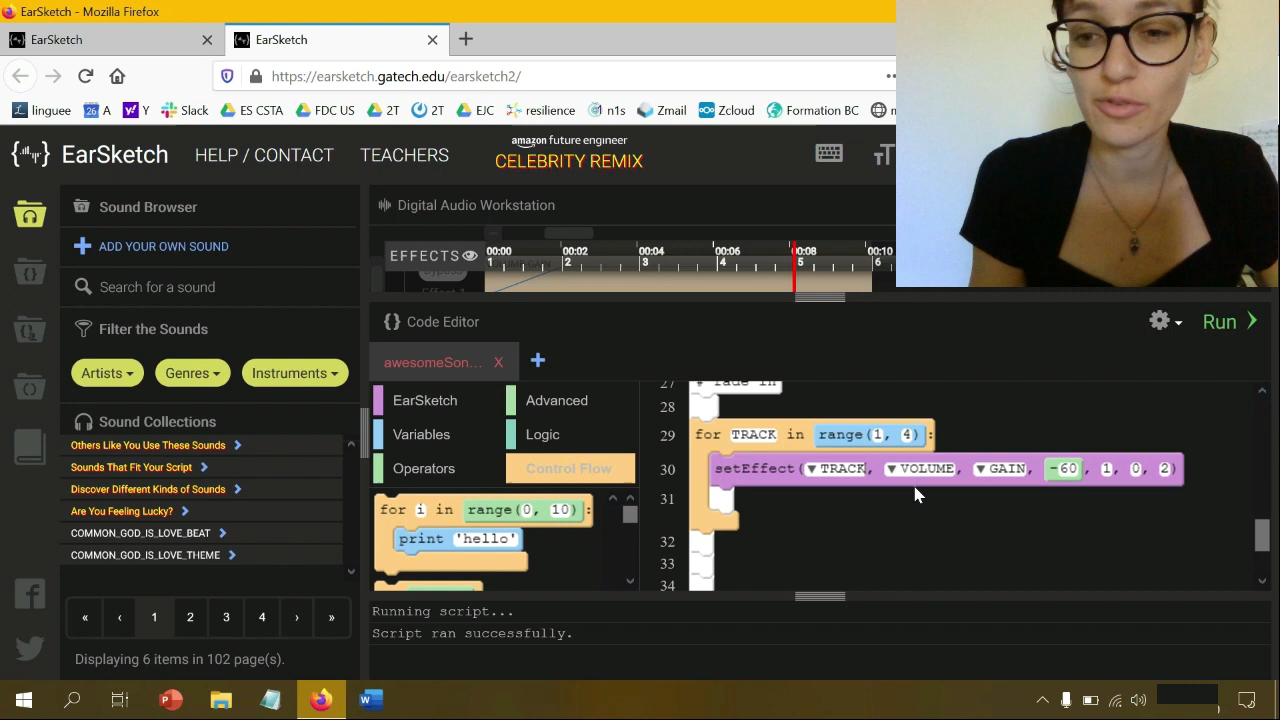 EarSketch - Mozilla Firefox
EarSketch
EarSketch
https://earsketch.gatech.edu/earsketch2/
linguee 26 A Y Slack ES CSTA FDC US 2T 2T EJC resilience n1s Zmail Zcloud Formation BC
EarSketch HELP / CONTACT TEACHERS
amazon future engineer
CELEBRITY REMIX
Sound Browser
ADD YOUR OWN SOUND
Search for a sound
Filter the Sounds
Artists Genres Instruments
Sound Collections
Others Like You Use These Sounds
Sounds That Fit Your Script
Discover Different Kinds of Sounds
Are You Feeling Lucky?
COMMON_GOD_IS_LOVE_BEAT
COMMON_GOD_IS_LOVE_THEME
« ‹ 1 2 3 4 › »
Displaying 6 items in 102 page(s).
Digital Audio Workstation
EFFECTS
00:00 00:02 00:04 00:06 00:08 00:10
1 2 3 4 5 6
Code Editor
Run
awesomeSon... X
EarSketch Advanced
Variables Logic
Operators Control Flow
for i in range(0, 10):
print 'hello'
27 # fade in
28
29 for TRACK in range(1, 4):
30 setEffect(TRACK, VOLUME, GAIN, -60, 1, 0, 2)
31
32
33
34
Running script...
Script ran successfully.